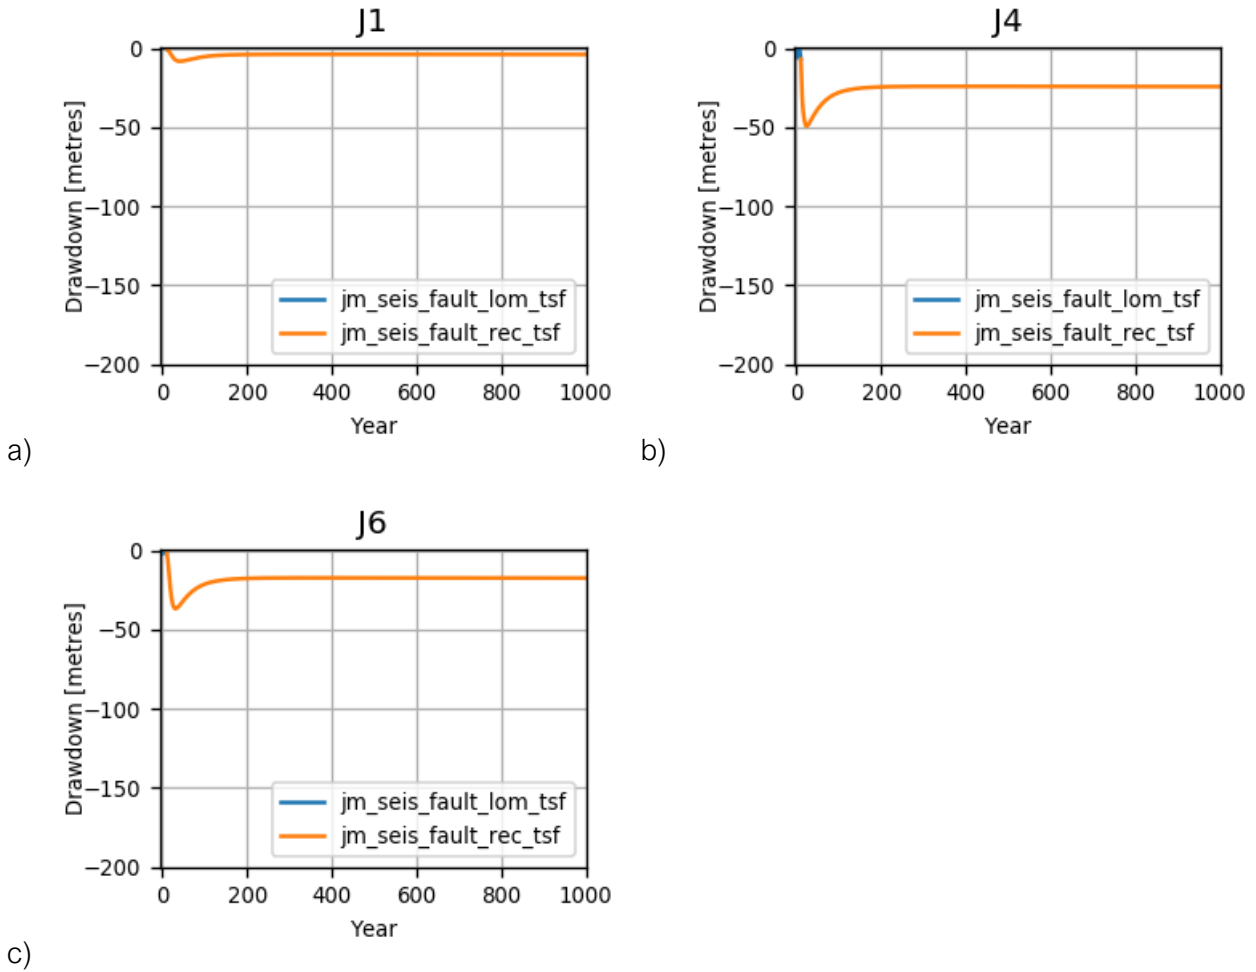 J1
0
−50
−100
−150
−200
Drawdown [metres]
jm_seis_fault_lom_tsf
jm_seis_fault_rec_tsf
0 200 400 600 800 1000
Year
a)
J4
0
−50
−100
−150
−200
Drawdown [metres]
jm_seis_fault_lom_tsf
jm_seis_fault_rec_tsf
0 200 400 600 800 1000
Year
b)
J6
0
−50
−100
−150
−200
Drawdown [metres]
jm_seis_fault_lom_tsf
jm_seis_fault_rec_tsf
0 200 400 600 800 1000
Year
c)